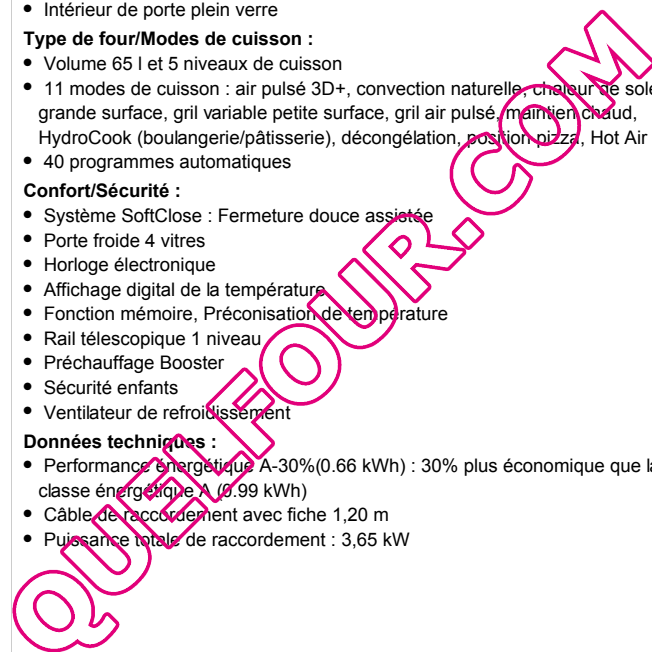 • Intérieur de porte plein verre
Type de four/Modes de cuisson :
• Volume 65 l et 5 niveaux de cuisson
• 11 modes de cuisson : air pulsé 3D+, convection naturelle, chaleur de sole
grande surface, gril variable petite surface, gril air pulsé, maintien chaud,
HydroCook (boulangerie/pâtisserie), décongélation, position pizza, Hot Air
• 40 programmes automatiques
Confort/Sécurité :
• Système SoftClose : Fermeture douce assistée
• Porte froide 4 vitres
• Horloge électronique
• Affichage digital de la température
• Fonction mémoire, Préconisation de température
• Rail télescopique 1 niveau
• Préchauffage Booster
• Sécurité enfants
• Ventilateur de refroidissement
Données techniques :
• Performance énergétique A-30%(0.66 kWh) : 30% plus économique que la
classe énergétique A (0.99 kWh)
• Câble de raccordement avec fiche 1,20 m
• Puissance totale de raccordement : 3,65 kW
QUELFOUR.COM